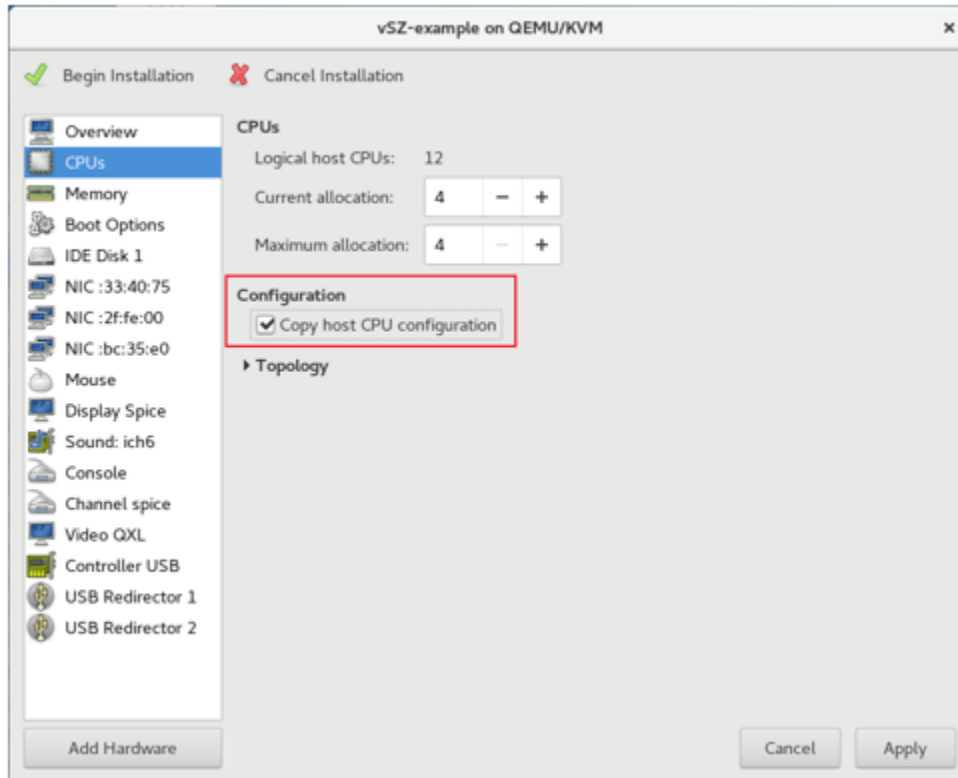 vSZ-example on QEMU/KVM
Begin Installation
Cancel Installation
Overview
CPUs
Memory
Boot Options
IDE Disk 1
NIC :33:40:75
NIC :2f:fe:00
NIC :bc:35:e0
Mouse
Display Spice
Sound: ich6
Console
Channel spice
Video QXL
Controller USB
USB Redirector 1
USB Redirector 2
Add Hardware
CPUs
Logical host CPUs: 12
Current allocation: 4
Maximum allocation: 4
Configuration
Copy host CPU configuration
Topology
Cancel
Apply